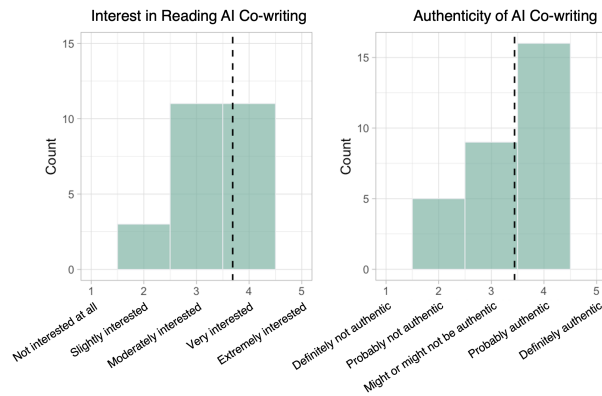 Interest in Reading AI Co-writing
Count
15
10
5
0
1 2 3 4 5
Not interested at all
Slightly interested
Moderately interested
Very interested
Extremely interested
Authenticity of AI Co-writing
Count
15
10
5
0
1 2 3 4 5
Definitely not authentic
Probably not authentic
Might or might not be authentic
Probably authentic
Definitely authentic